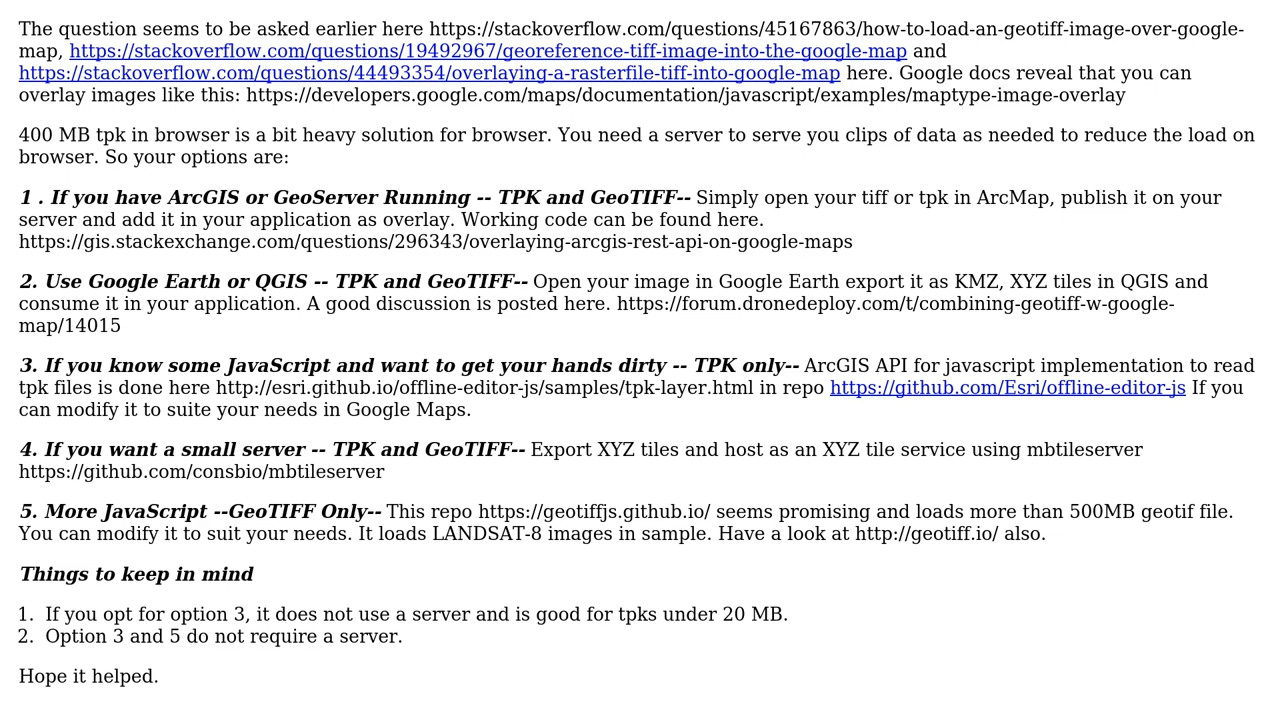 The question seems to be asked earlier here https://stackoverflow.com/questions/45167863/how-to-load-an-geotiff-image-over-google-
map, https://stackoverflow.com/questions/19492967/georeference-tiff-image-into-the-google-map and
https://stackoverflow.com/questions/44493354/overlaying-a-rasterfile-tiff-into-google-map here. Google docs reveal that you can
overlay images like this: https://developers.google.com/maps/documentation/javascript/examples/maptype-image-overlay
400 MB tpk in browser is a bit heavy solution for browser. You need a server to serve you clips of data as needed to reduce the load on
browser. So your options are:
1 . If you have ArcGIS or GeoServer Running -- TPK and GeoTIFF-- Simply open your tiff or tpk in ArcMap, publish it on your
server and add it in your application as overlay. Working code can be found here.
https://gis.stackexchange.com/questions/296343/overlaying-arcgis-rest-api-on-google-maps
2. Use Google Earth or QGIS -- TPK and GeoTIFF-- Open your image in Google Earth export it as KMZ, XYZ tiles in QGIS and
consume it in your application. A good discussion is posted here. https://forum.dronedeploy.com/t/combining-geotiff-w-google-
map/14015
3. If you know some JavaScript and want to get your hands dirty -- TPK only-- ArcGIS API for javascript implementation to read
tpk files is done here http://esri.github.io/offline-editor-js/samples/tpk-layer.html in repo https://github.com/Esri/offline-editor-js If you
can modify it to suite your needs in Google Maps.
4. If you want a small server -- TPK and GeoTIFF-- Export XYZ tiles and host as an XYZ tile service using mbtileserver
https://github.com/consbio/mbtileserver
5. More JavaScript --GeoTIFF Only-- This repo https://geotiffjs.github.io/ seems promising and loads more than 500MB geotif file.
You can modify it to suit your needs. It loads LANDSAT-8 images in sample. Have a look at http://geotiff.io/ also.
Things to keep in mind
1. If you opt for option 3, it does not use a server and is good for tpks under 20 MB.
2. Option 3 and 5 do not require a server.
Hope it helped.